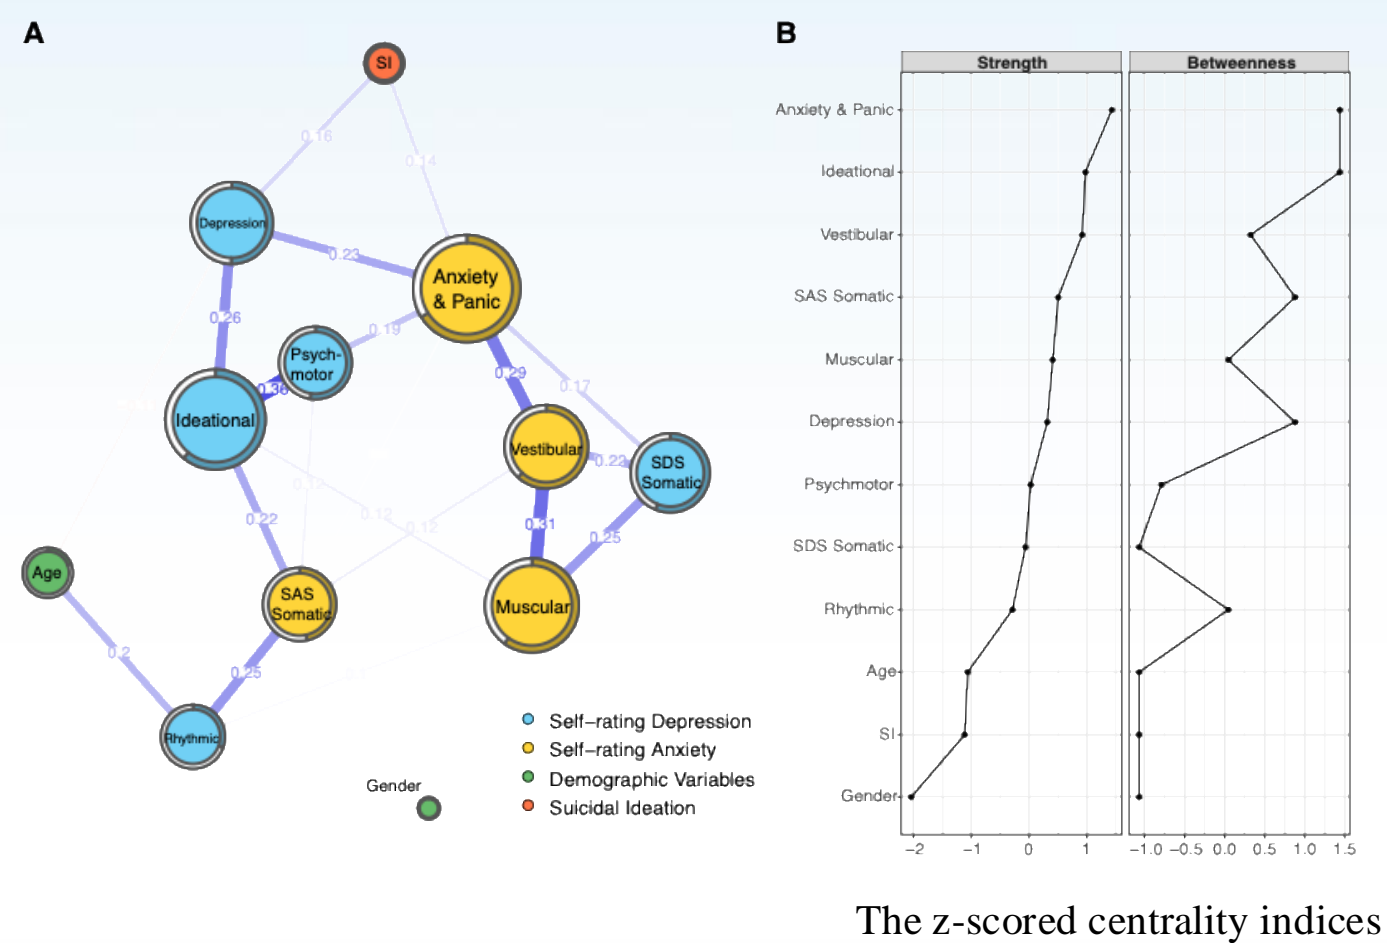 A
SI
0.16
0.14
Depression
0.23
Anxiety
& Panic
0.26
0.19
Psych-
motor
0.36
0.29
0.17
Ideational
Vestibular
0.22
SDS
Somatic
0.12
0.12
0.22
0.12
0.31
0.25
Age
SAS
Somatic
Muscular
0.2
0.25
0.1
Rhythmic
Gender
Self–rating Depression
Self–rating Anxiety
Demographic Variables
Suicidal Ideation
B
Strength
Betweenness
Anxiety & Panic
Ideational
Vestibular
SAS Somatic
Muscular
Depression
Psychmotor
SDS Somatic
Rhythmic
Age
SI
Gender
−2 −1 0 1
−1.0 −0.5 0.0 0.5 1.0 1.5
The z-scored centrality indices